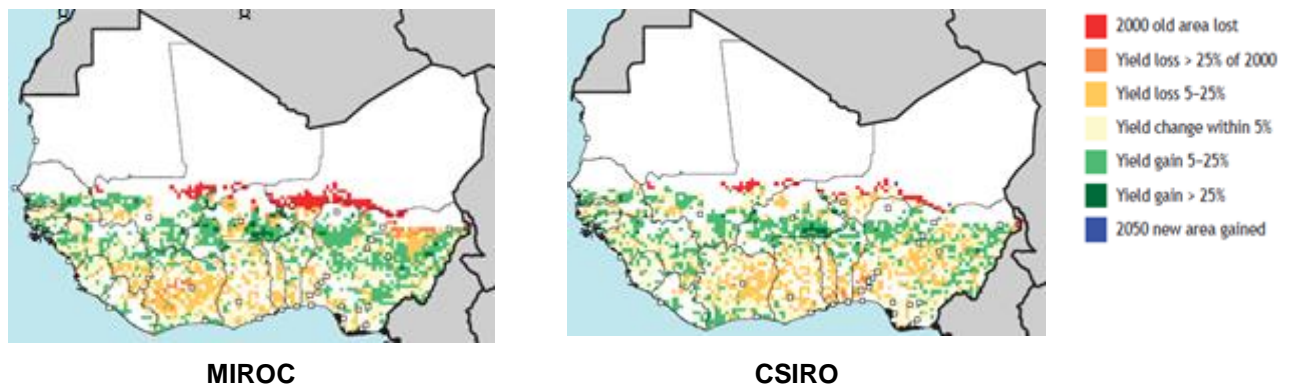 2000 old area lost
Yield loss > 25% of 2000
Yield loss 5–25%
Yield change within 5%
Yield gain 5–25%
Yield gain > 25%
2050 new area gained
MIROC
CSIRO